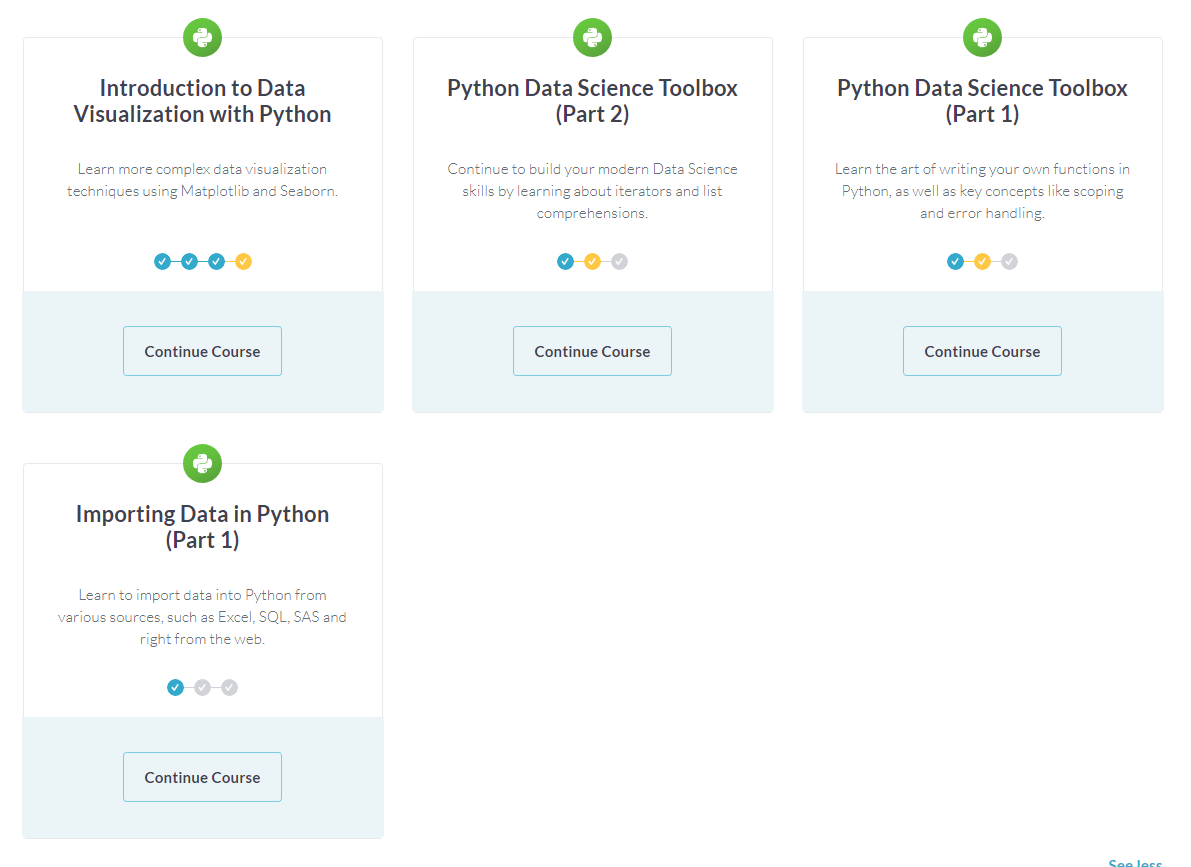 Introduction to Data
Visualization with Python
Learn more complex data visualization
techniques using Matplotlib and Seaborn.
Continue Course
Python Data Science Toolbox
(Part 2)
Continue to build your modern Data Science
skills by learning about iterators and list
comprehensions.
Continue Course
Python Data Science Toolbox
(Part 1)
Learn the art of writing your own functions in
Python, as well as key concepts like scoping
and error handling.
Continue Course
Importing Data in Python
(Part 1)
Learn to import data into Python from
various sources, such as Excel, SQL, SAS and
right from the web.
Continue Course
See less